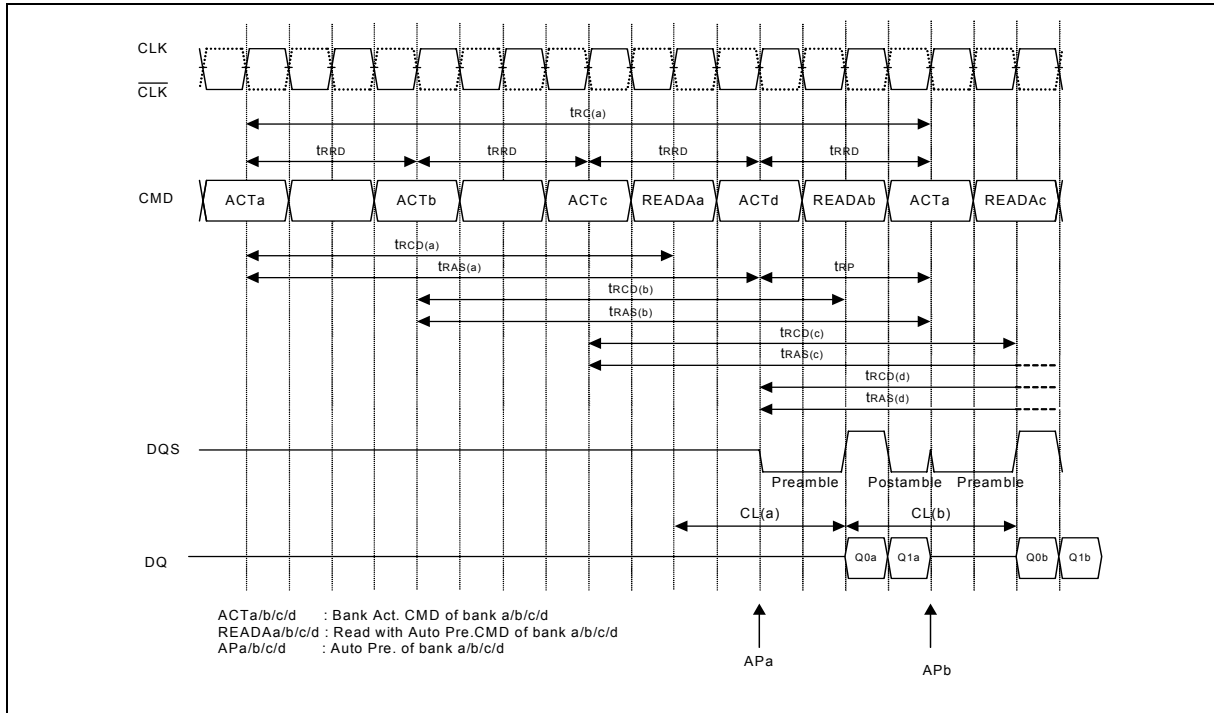 CLK
CLK
tRC(a)
tRRD tRRD tRRD tRRD
CMD ACTa ACTb ACTc READAa ACTd READAb ACTa READAc
tRCD(a)
tRAS(a) tRP
tRCD(b)
tRAS(b)
tRCD(c)
tRAS(c)
tRCD(d)
tRAS(d)
DQS
Preamble Postamble Preamble
CL(a) CL(b)
DQ Q0a Q1a Q0b Q1b
ACTa/b/c/d : Bank Act. CMD of bank a/b/c/d
READAa/b/c/d : Read with Auto Pre.CMD of bank a/b/c/d
APa/b/c/d : Auto Pre. of bank a/b/c/d
APa APb